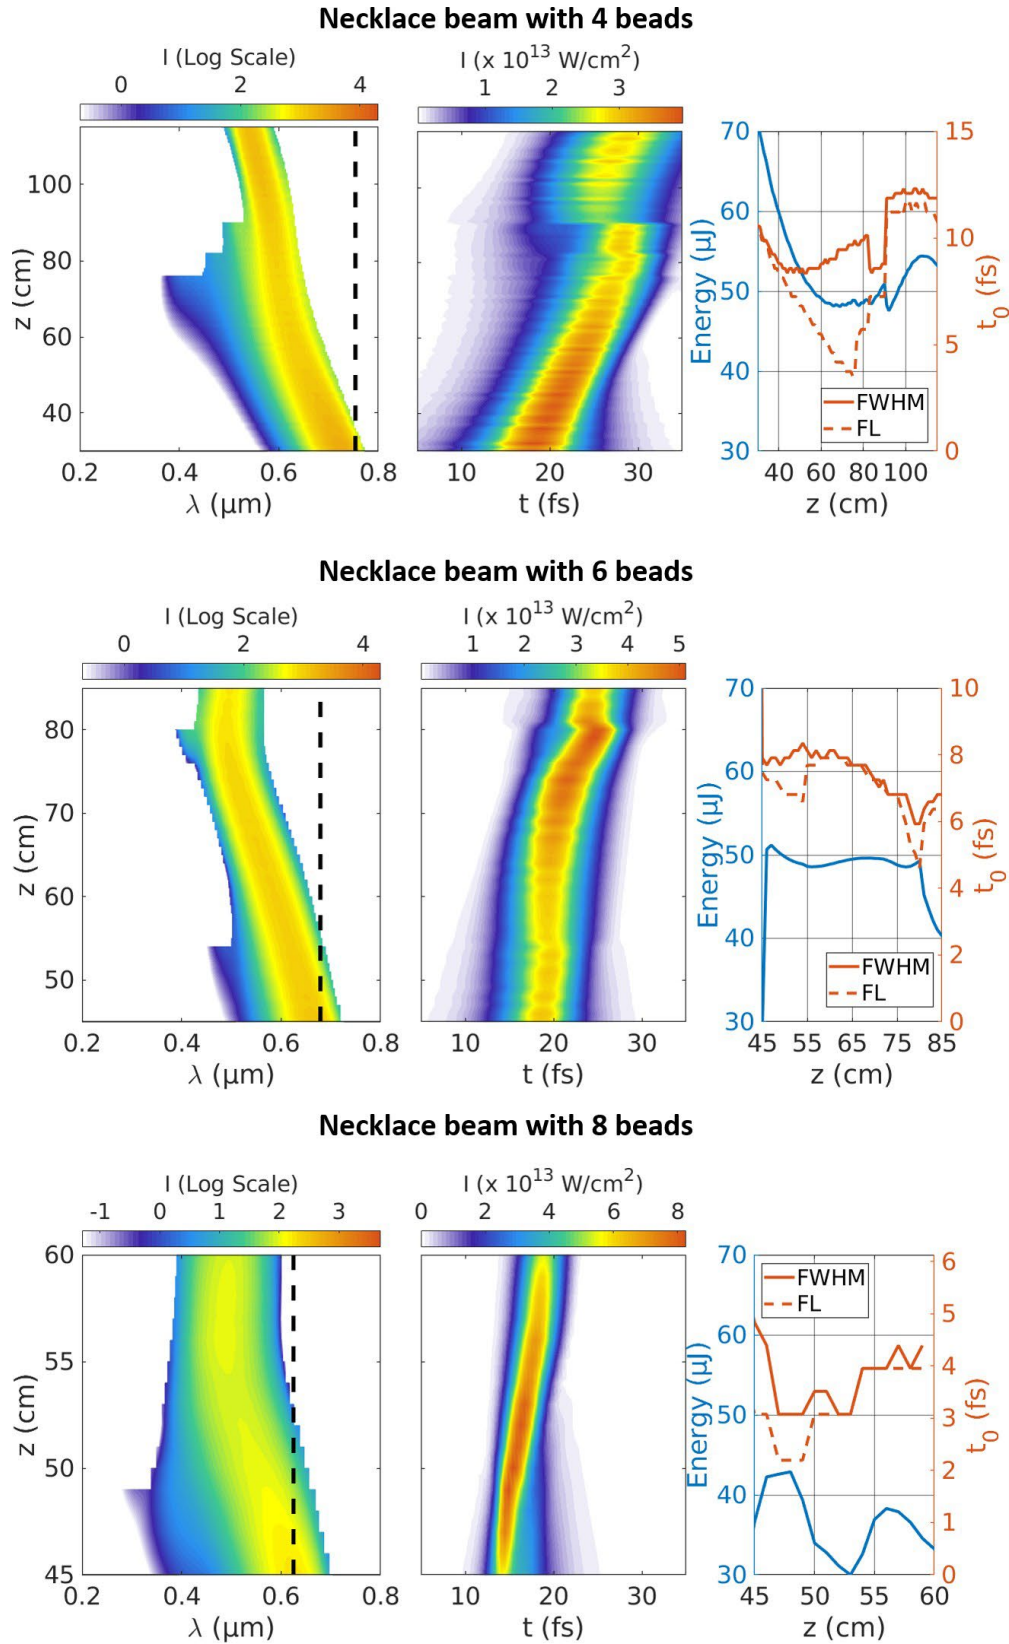 Necklace beam with 4 beads
I (Log Scale)
0 2 4
I (x 10^13 W/cm^2)
1 2 3
z (cm)
100
80
60
40
0.2 0.4 0.6 0.8
λ (µm)
10 20 30
t (fs)
Energy (µJ)
70
60
50
40
30
t_0 (fs)
15
10
5
0
FWHM
FL
40 60 80 100
z (cm)
Necklace beam with 6 beads
I (Log Scale)
0 2 4
I (x 10^13 W/cm^2)
1 2 3 4 5
z (cm)
80
70
60
50
0.2 0.4 0.6 0.8
λ (µm)
10 20 30
t (fs)
Energy (µJ)
70
60
50
40
30
t_0 (fs)
10
8
6
4
2
0
FWHM
FL
45 55 65 75 85
z (cm)
Necklace beam with 8 beads
I (Log Scale)
-1 0 1 2 3
I (x 10^13 W/cm^2)
0 2 4 6 8
z (cm)
60
55
50
45
0.2 0.4 0.6 0.8
λ (µm)
10 20 30
t (fs)
Energy (µJ)
70
60
50
40
30
t_0 (fs)
6
5
4
3
2
1
0
FWHM
FL
45 50 55 60
z (cm)